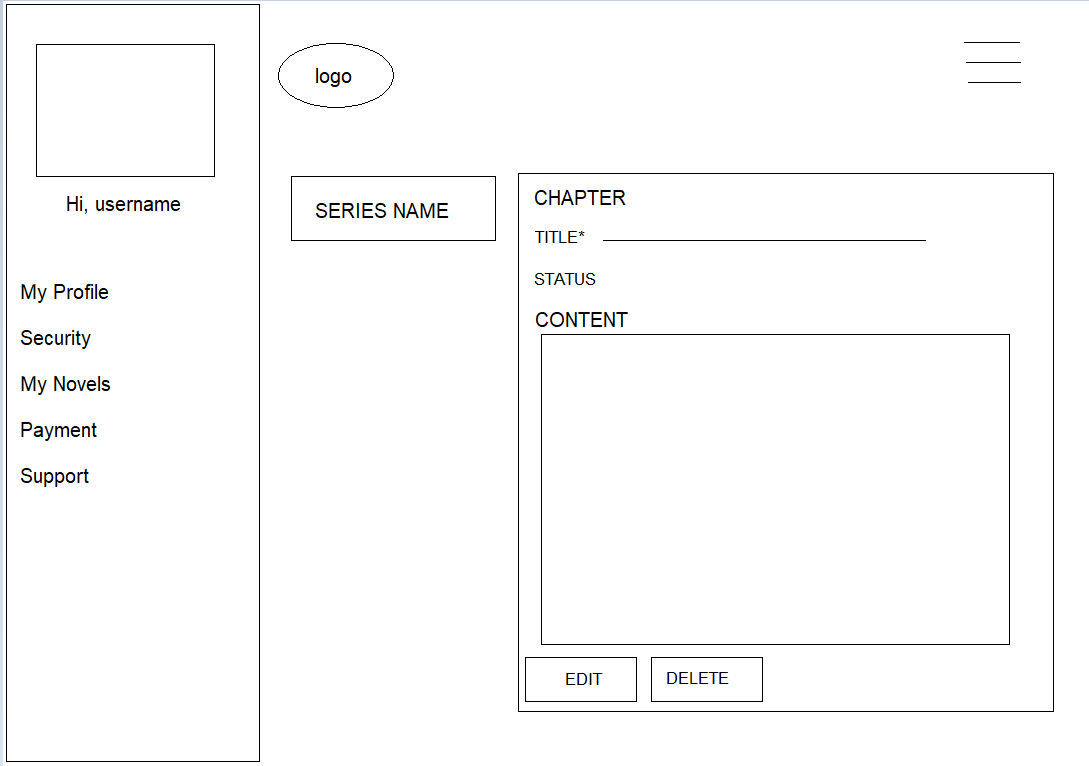 logo
Hi, username
My Profile
Security
My Novels
Payment
Support
SERIES NAME
CHAPTER
TITLE*
STATUS
CONTENT
EDIT
DELETE